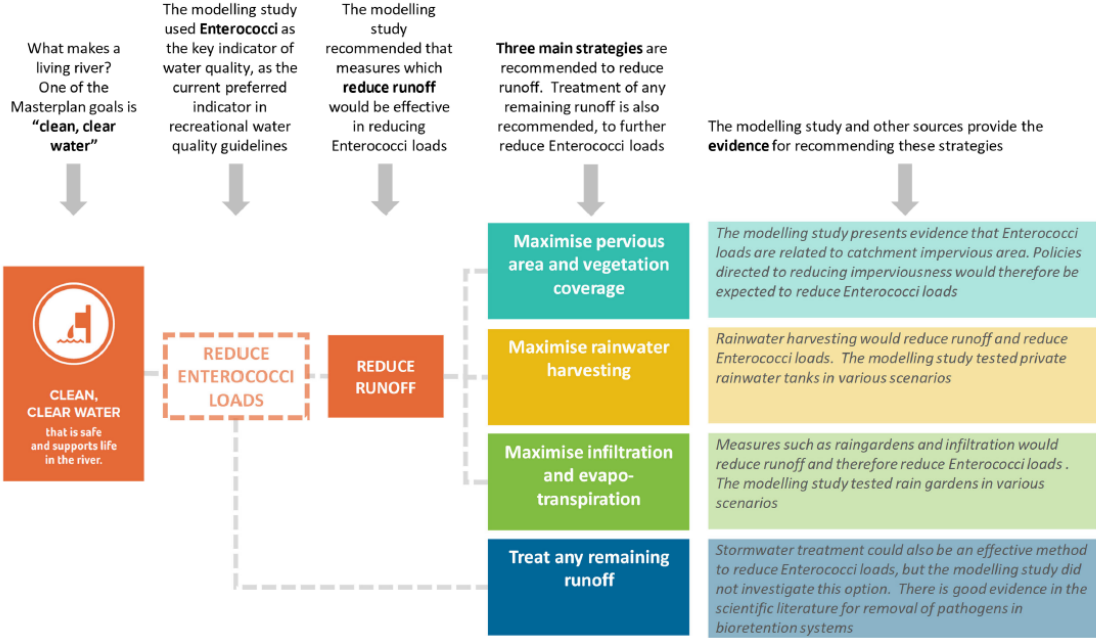 What makes a
living river?
One of the
Masterplan goals is
“clean, clear
water”
The modelling study
used Enterococci as
the key indicator of
water quality, as the
current preferred
indicator in
recreational water
quality guidelines
The modelling
study
recommended that
measures which
reduce runoff
would be effective
in reducing
Enterococci loads
Three main strategies are
recommended to reduce
runoff. Treatment of any
remaining runoff is also
recommended, to further
reduce Enterococci loads
The modelling study and other sources provide the
evidence for recommending these strategies
CLEAN,
CLEAR WATER
that is safe
and supports life
in the river.
REDUCE
ENTEROCOCCI
LOADS
REDUCE
RUNOFF
Maximise pervious
area and vegetation
coverage
The modelling study presents evidence that Enterococci
loads are related to catchment impervious area. Policies
directed to reducing imperviousness would therefore be
expected to reduce Enterococci loads
Maximise rainwater
harvesting
Rainwater harvesting would reduce runoff and reduce
Enterococci loads. The modelling study tested private
rainwater tanks in various scenarios
Maximise infiltration
and evapo-
transpiration
Measures such as raingardens and infiltration would
reduce runoff and therefore reduce Enterococci loads .
The modelling study tested rain gardens in various
scenarios
Treat any remaining
runoff
Stormwater treatment could also be an effective method
to reduce Enterococci loads, but the modelling study did
not investigate this option. There is good evidence in the
scientific literature for removal of pathogens in
bioretention systems